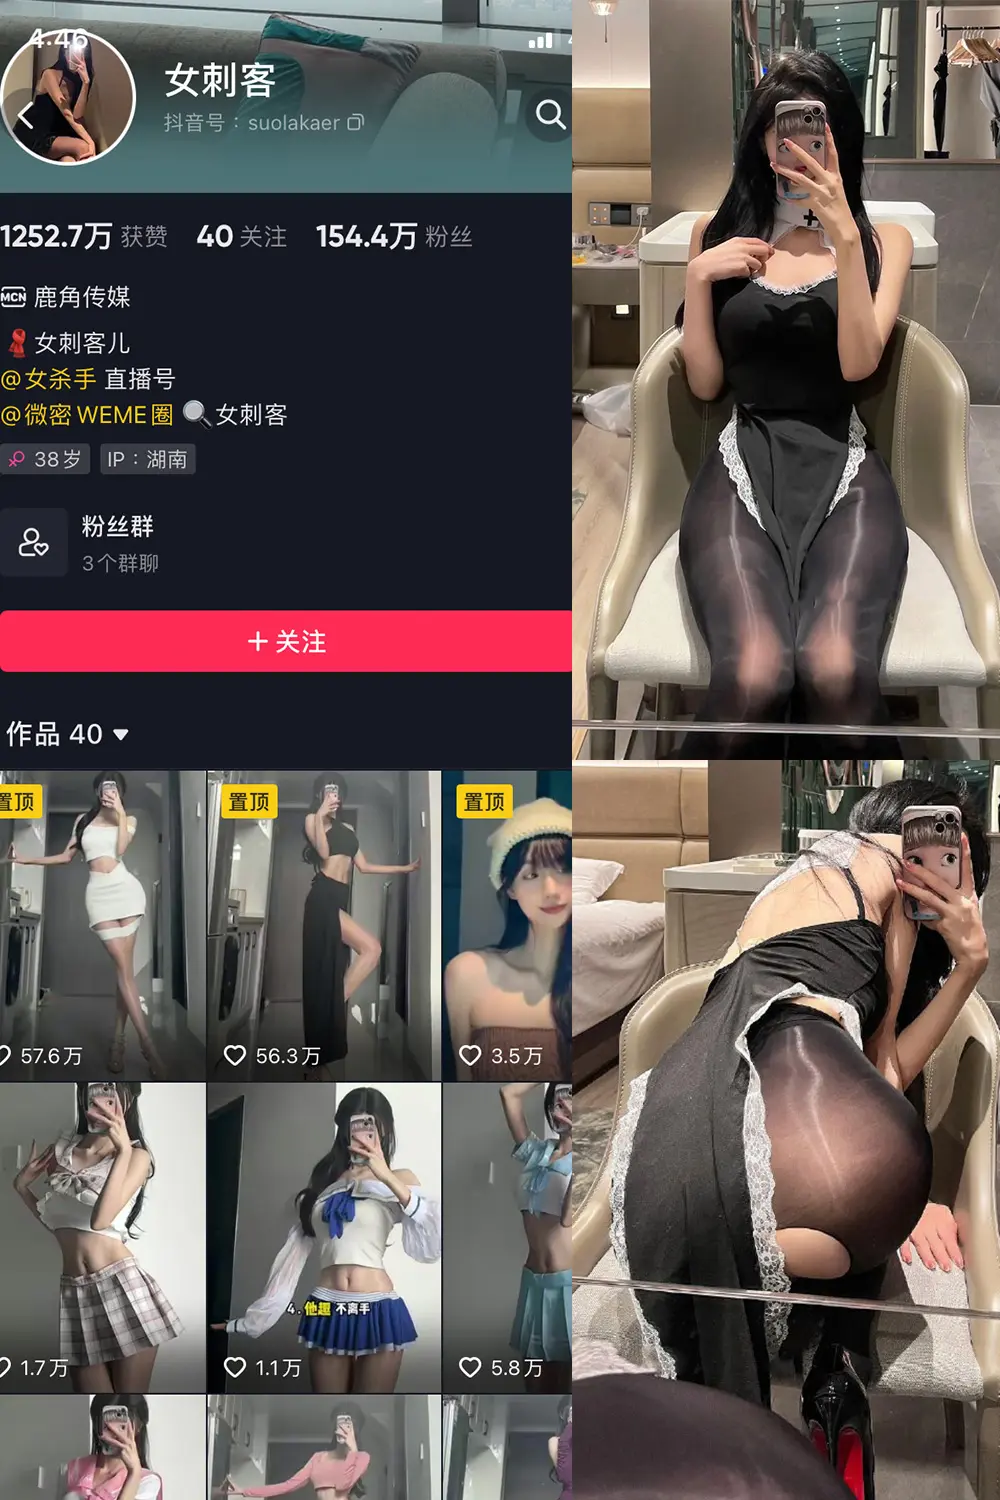 4:46
女刺客
抖音号：suolakaer
1252.7万 获赞 40 关注 154.4万 粉丝
MCN 鹿角传媒
女刺客儿
@女杀手 直播号
@微密WEME圈 🔍女刺客
38岁 IP：湖南
粉丝群
3个群聊
+ 关注
作品 40
置顶 置顶 置顶
57.6万 56.3万 3.5万
4.他趣 不离手
1.7万 1.1万 5.8万